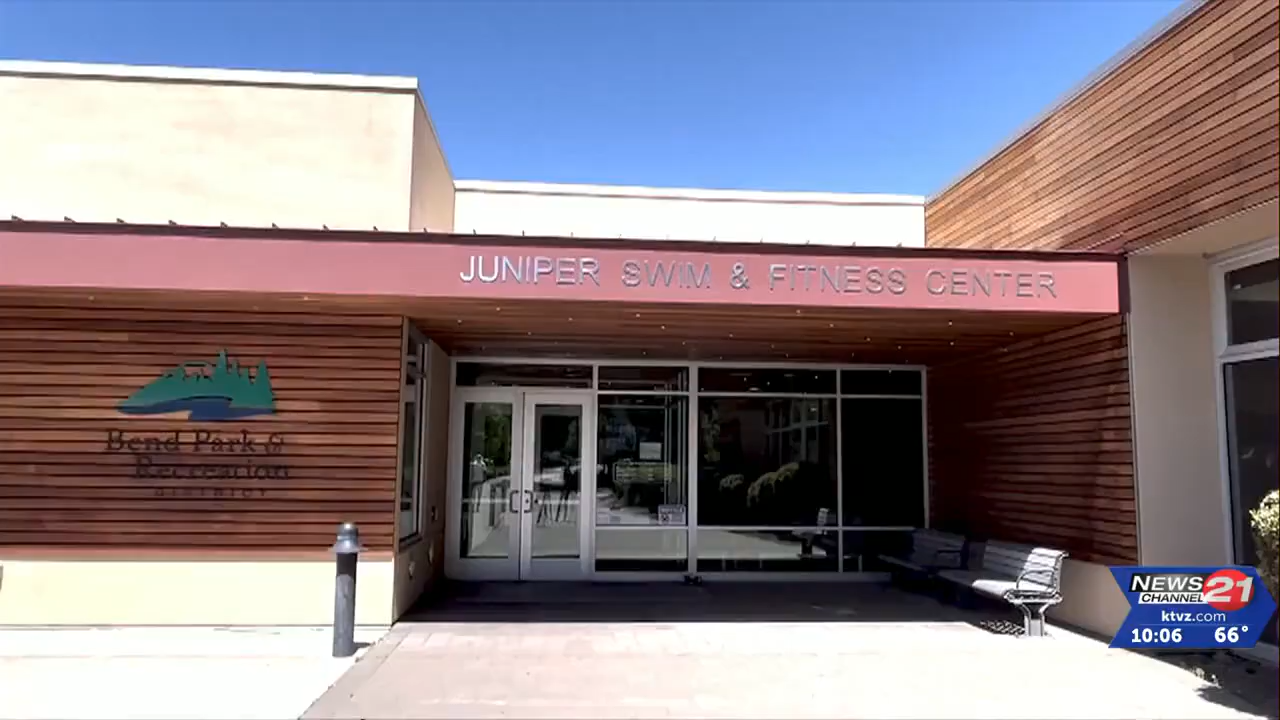 JUNIPER SWIM & FITNESS CENTER
Bend Park &
Recreation
DISTRICT
NEWS
CHANNEL 21
ktvz.com
10:06 66°